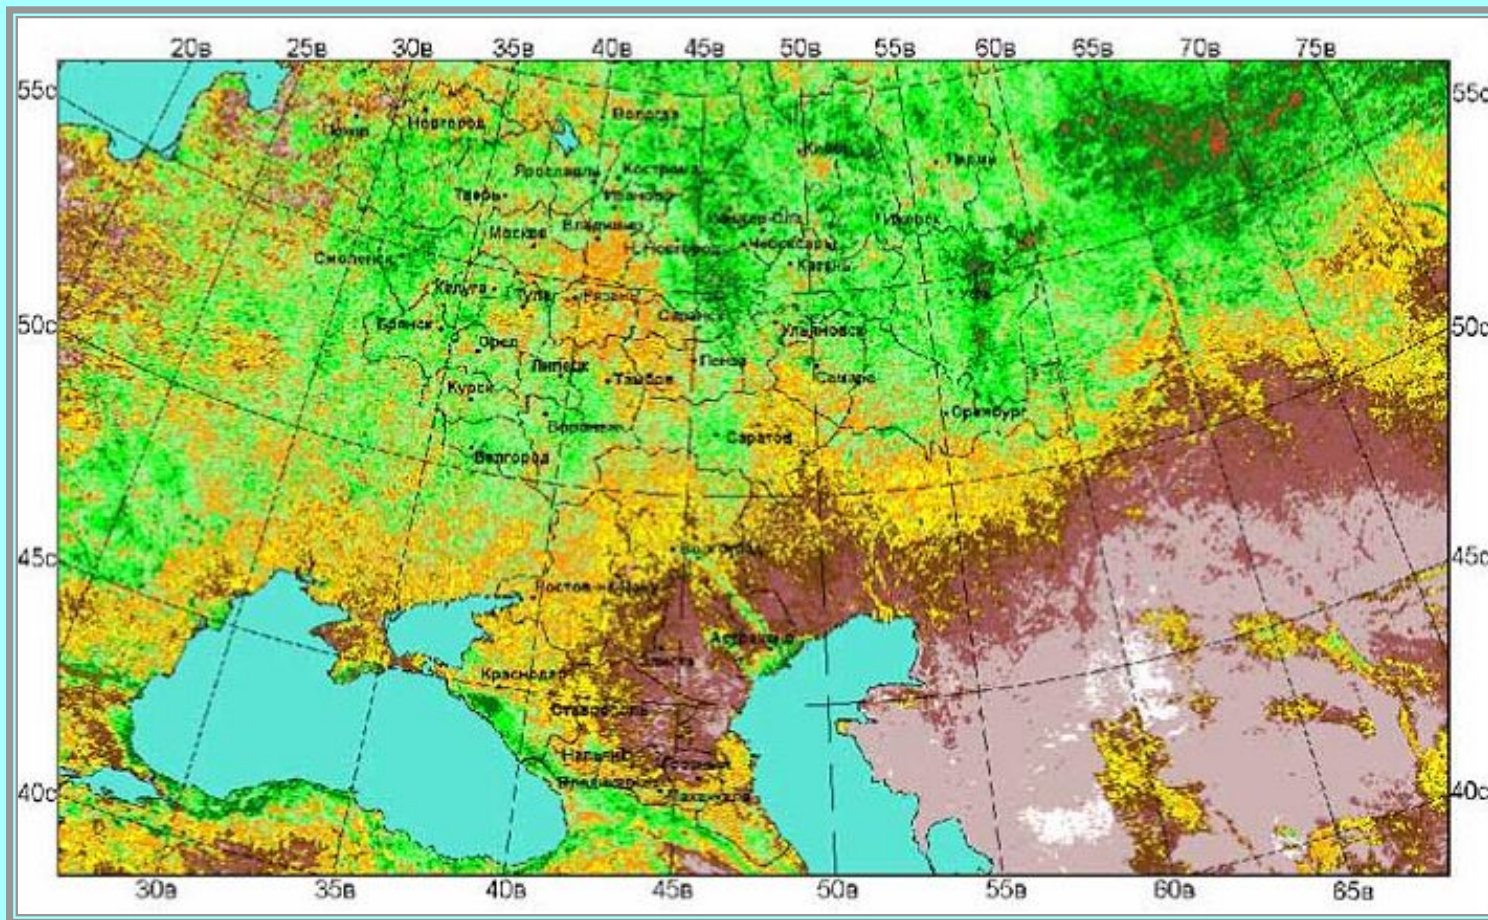 20в 25в 30в 35в 40в 45в 50в 55в 60в 65в 70в 75в
55с 55с
Вологда
Новгород
Киров
Пермь
Ярославль Кострома
Тверь Иваново
Владимир Ижевск
Москва Н.Новгород Чебоксары
Смоленск Казань
Калуга Тула Рязань Уфа
Саранск
50с Брянск Ульяновск 50с
Орел
Липецк Пенза
Курск Тамбов Самара
Оренбург
Воронеж Саратов
Белгород
45с Волгоград 45с
Ростов-на-Дону
Астрахань
Элиста
Краснодар
Ставрополь
Нальчик
Грозный
Владикавказ
40с Махачкала 40с
30в 35в 40в 45в 50в 55в 60в 65в